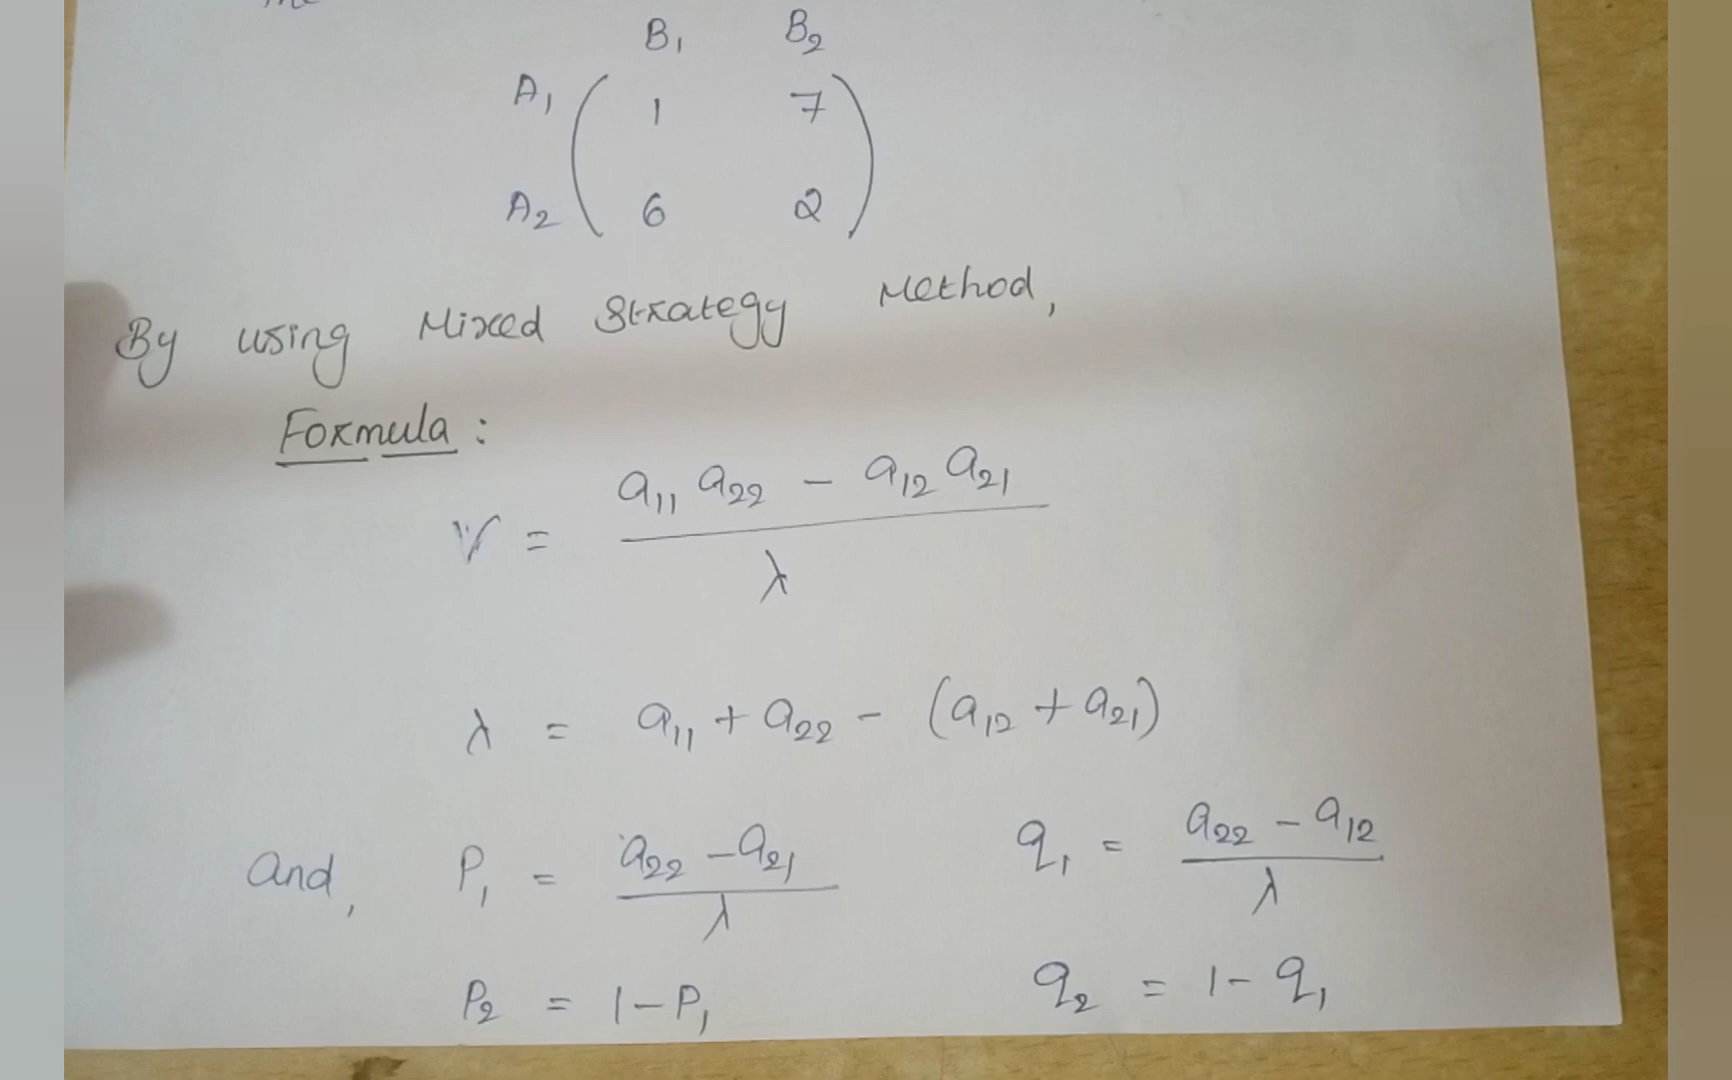 B₁ B₂
A₁ ( 1 7 )
A₂ ( 6 2 )
By using Mixed Strategy Method,
Formula :
V = (a₁₁ a₂₂ − a₁₂ a₂₁) / λ
λ = a₁₁ + a₂₂ − (a₁₂ + a₂₁)
And, P₁ = (a₂₂ − a₂₁) / λ q₁ = (a₂₂ − a₁₂) / λ
P₂ = 1 − P₁ q₂ = 1 − q₁